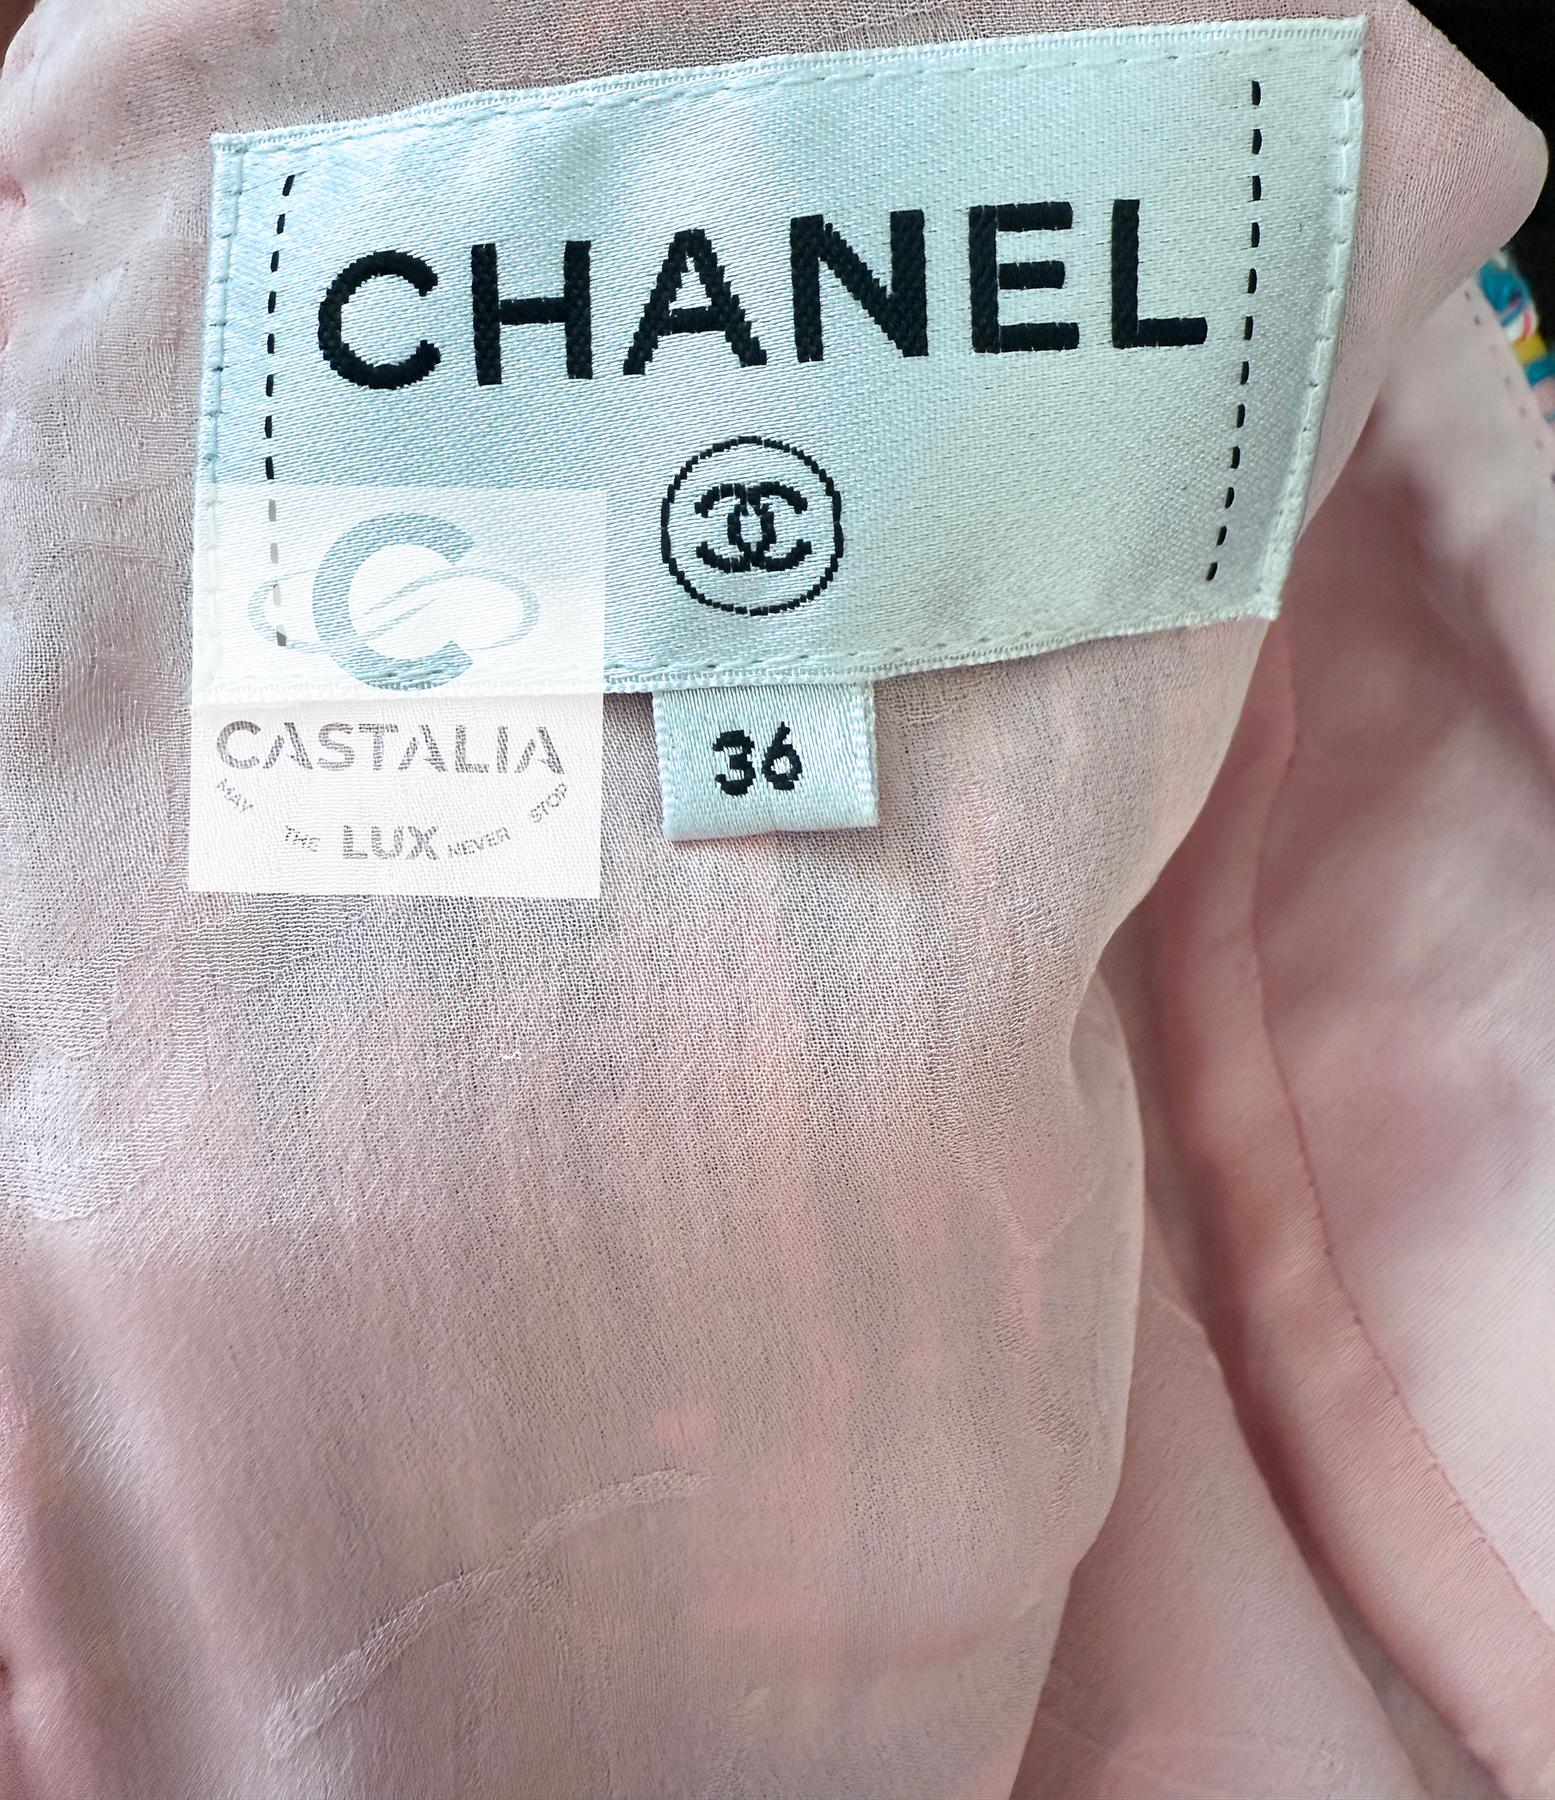 CHANEL
36
CASTALIA
MAY THE LUX NEVER STOP